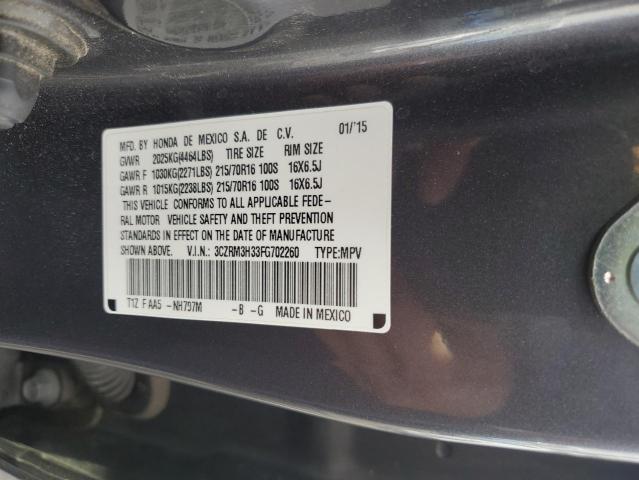 MFD. BY HONDA DE MEXICO S.A. DE C.V. 01/'15
GVWR 2025KG(4464LBS) TIRE SIZE RIM SIZE
GAWR F 1030KG(2271LBS) 215/70R16 100S 16X6.5J
GAWR R 1015KG(2238LBS) 215/70R16 100S 16X6.5J
THIS VEHICLE CONFORMS TO ALL APPLICABLE FEDE-
RAL MOTOR VEHICLE SAFETY AND THEFT PREVENTION
STANDARDS IN EFFECT ON THE DATE OF MANUFACTURE
SHOWN ABOVE. V.I.N.: 3CZRM3H33FG702260 TYPE:MPV
T1Z F AA5 -NH797M -B -G MADE IN MEXICO